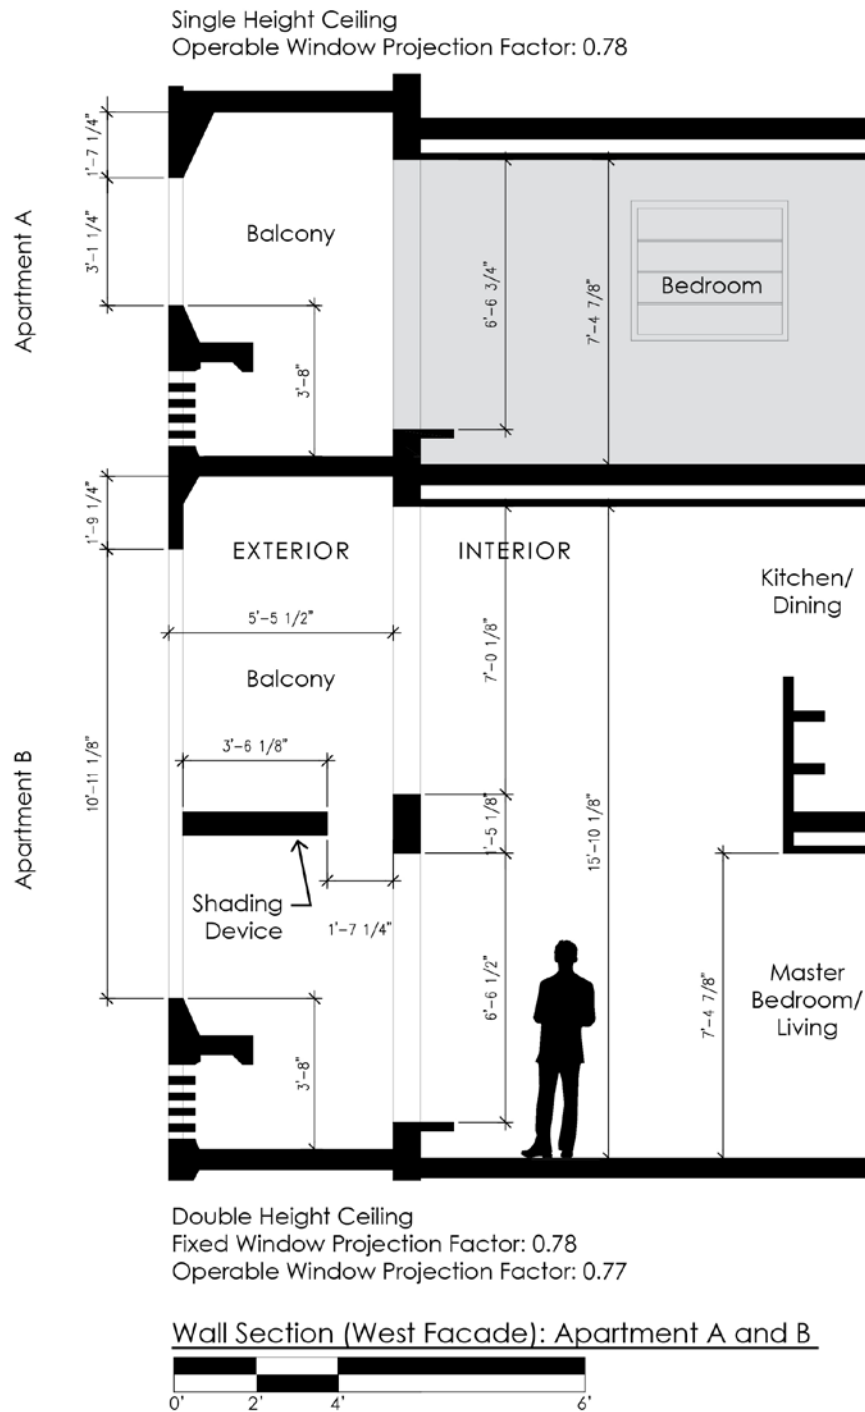 Single Height Ceiling
Operable Window Projection Factor: 0.78
Apartment A
1'-7 1/4"
3'-1 1/4"
Balcony
3'-8"
6'-6 3/4"
7'-4 7/8"
Bedroom
Apartment B
1'-9 1/4"
EXTERIOR
INTERIOR
Kitchen/
Dining
5'-5 1/2"
7'-0 1/8"
Balcony
3'-6 1/8"
10'-11 1/8"
1'-5 1/8"
15'-10 1/8"
Shading
Device
1'-7 1/4"
6'-6 1/2"
7'-4 7/8"
Master
Bedroom/
Living
3'-8"
Double Height Ceiling
Fixed Window Projection Factor: 0.78
Operable Window Projection Factor: 0.77
Wall Section (West Facade): Apartment A and B
0' 2' 4' 6'